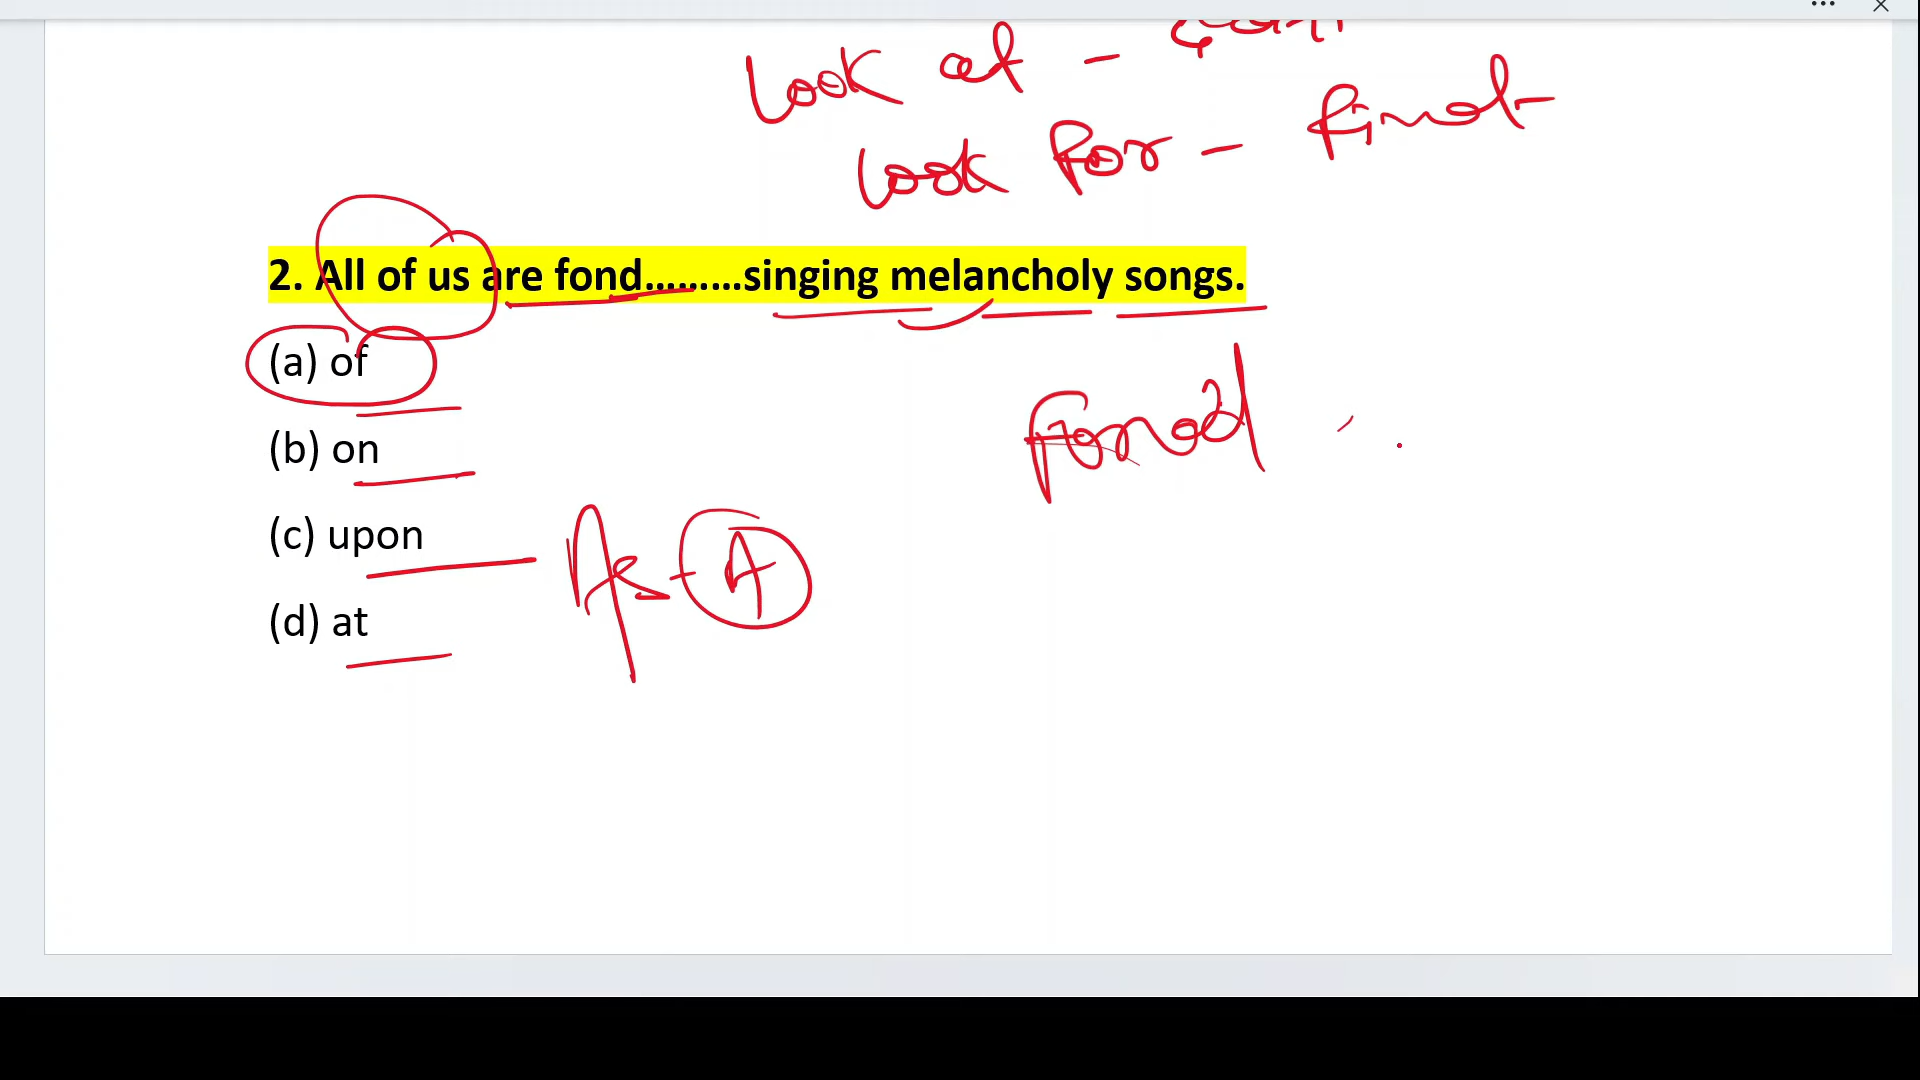 Look at -
Look for - find
2. All of us are fond.........singing melancholy songs.
(a) of
(b) on
(c) upon
(d) at
A
Fond